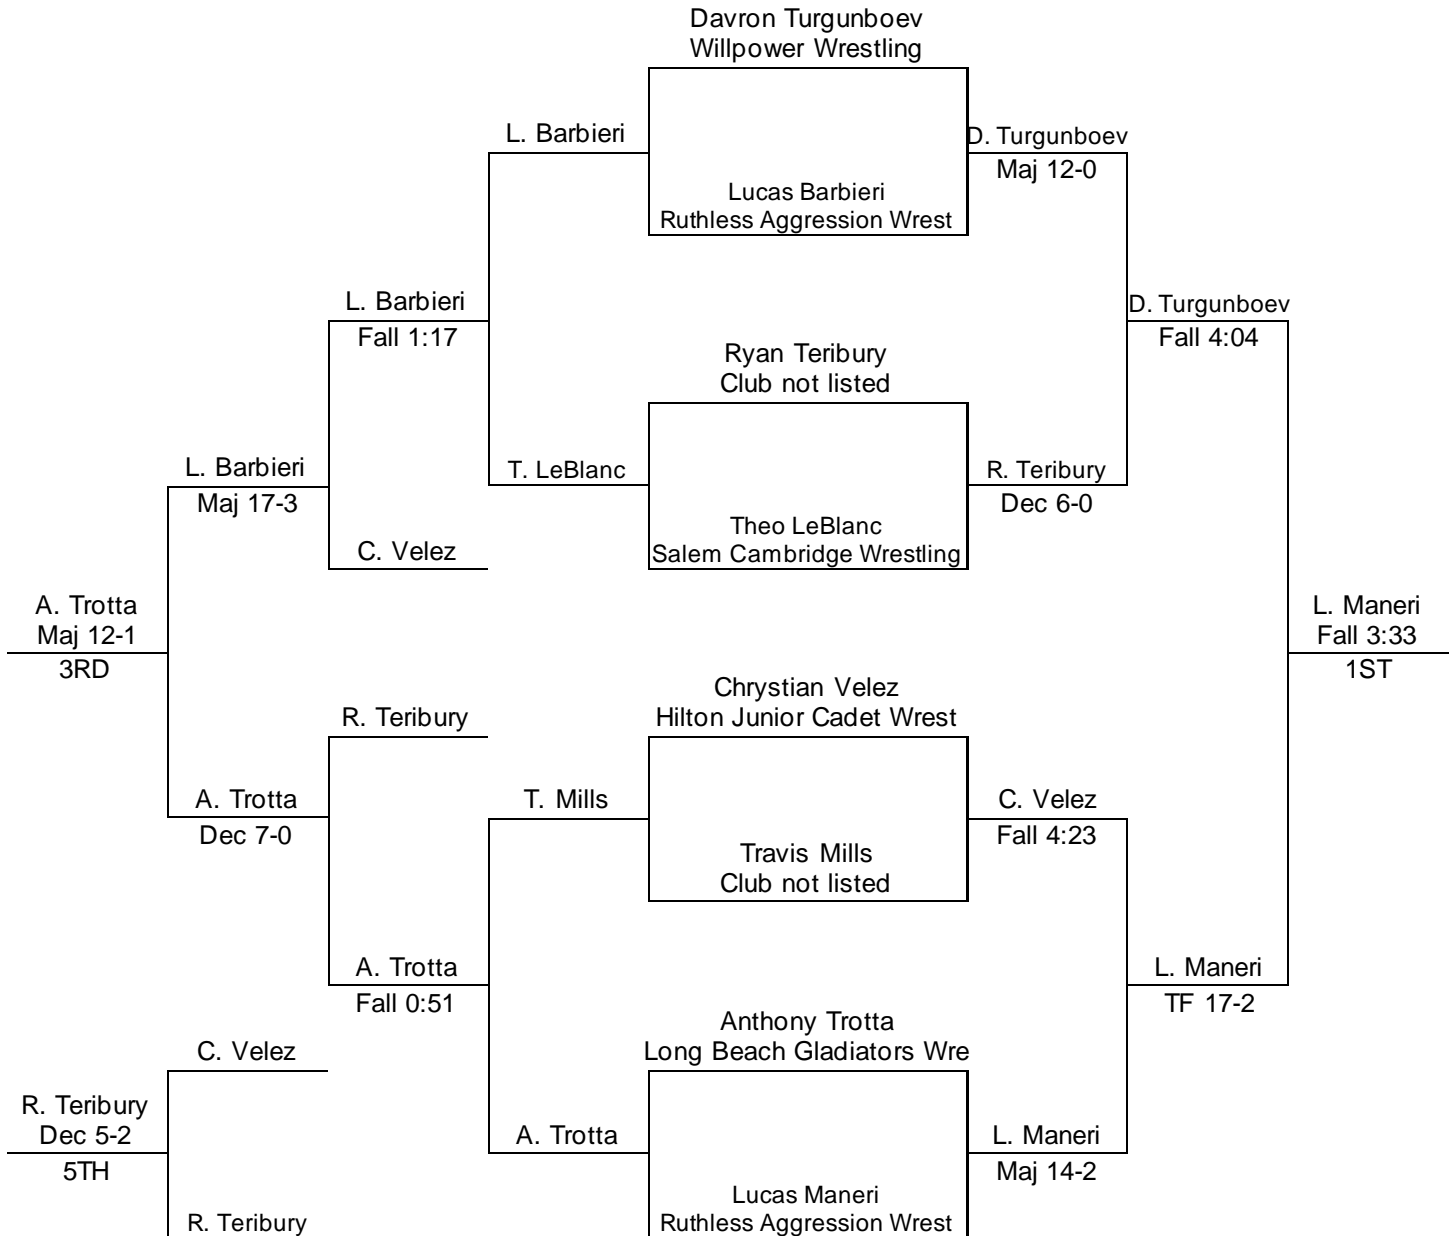 Davron Turgunboev
Willpower Wrestling
L. Barbieri
D. Turgunboev
Maj 12-0
Lucas Barbieri
Ruthless Aggression Wrest
L. Barbieri
Fall 1:17
D. Turgunboev
Fall 4:04
Ryan Teribury
Club not listed
L. Barbieri
Maj 17-3
T. LeBlanc
R. Teribury
Dec 6-0
Theo LeBlanc
Salem Cambridge Wrestling
C. Velez
A. Trotta
Maj 12-1
3RD
L. Maneri
Fall 3:33
1ST
Chrystian Velez
Hilton Junior Cadet Wrest
R. Teribury
A. Trotta
Dec 7-0
T. Mills
C. Velez
Fall 4:23
Travis Mills
Club not listed
A. Trotta
Fall 0:51
L. Maneri
TF 17-2
Anthony Trotta
Long Beach Gladiators Wre
C. Velez
R. Teribury
Dec 5-2
5TH
A. Trotta
L. Maneri
Maj 14-2
Lucas Maneri
Ruthless Aggression Wrest
R. Teribury